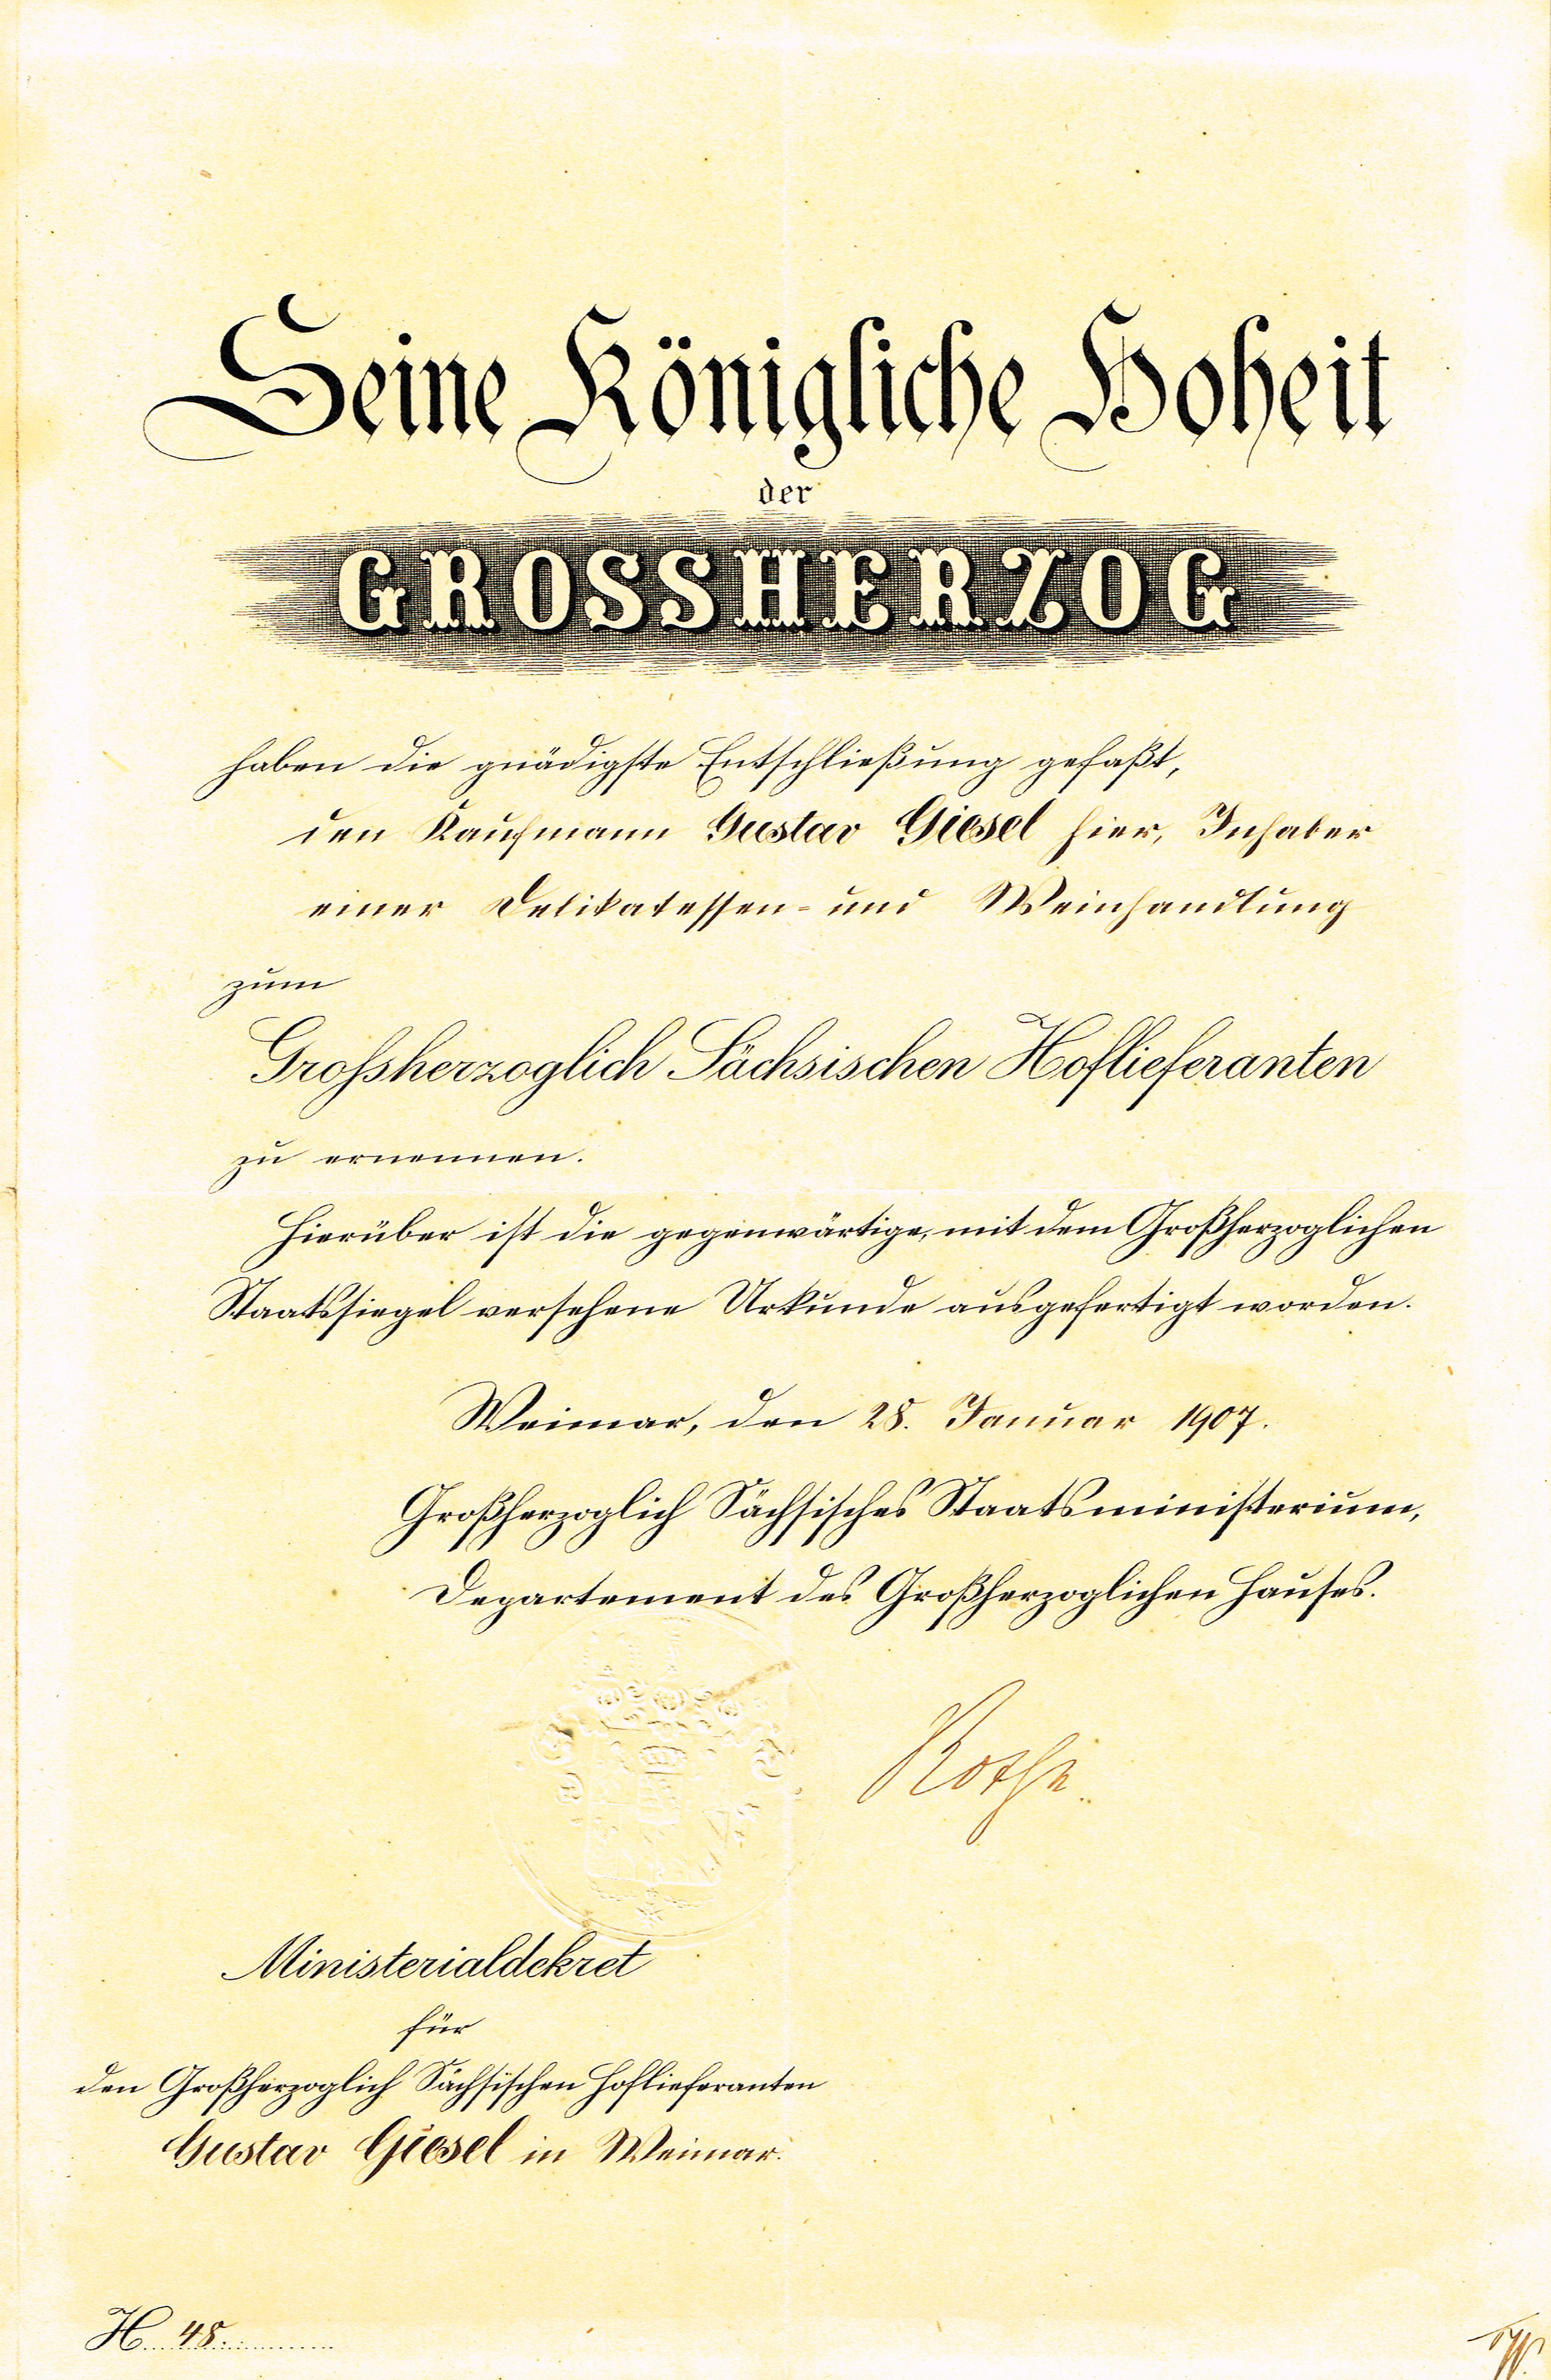 Seine Königliche Hoheit
der
GROSSHERZOG
haben die gnädigste Entschließung gefaßt,
den Kaufmann Gustav Giesel hier, Inhaber
einer Delikatessen- und Weinhandlung
zum
Grossherzoglich Sächsischen Hoflieferanten
zu ernennen.
Hierüber ist die gegenwärtige, mit dem Großherzoglichen
Staatssiegel versehene Urkunde ausgefertigt worden.
Weimar, den 28. Januar 1907.
Großherzoglich Sächsisches Staatsministerium,
Departement des Großherzoglichen Hauses.
Rothe.
Ministerialdekret
für
den Großherzoglich Sächsischen Hoflieferanten
Gustav Giesel in Weimar.
H. 48.